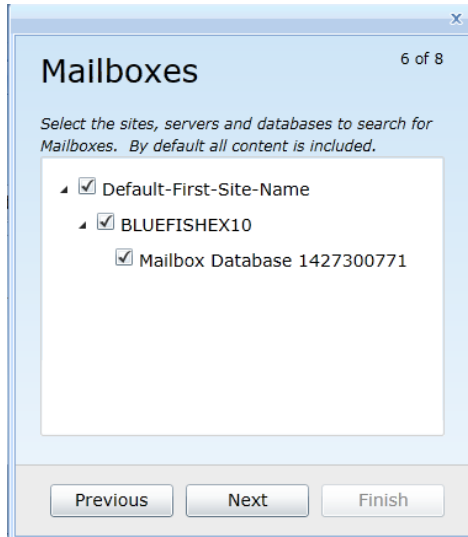 x
Mailboxes
6 of 8
Select the sites, servers and databases to search for
Mailboxes. By default all content is included.
Default-First-Site-Name
BLUEFISHEX10
Mailbox Database 1427300771
Previous
Next
Finish